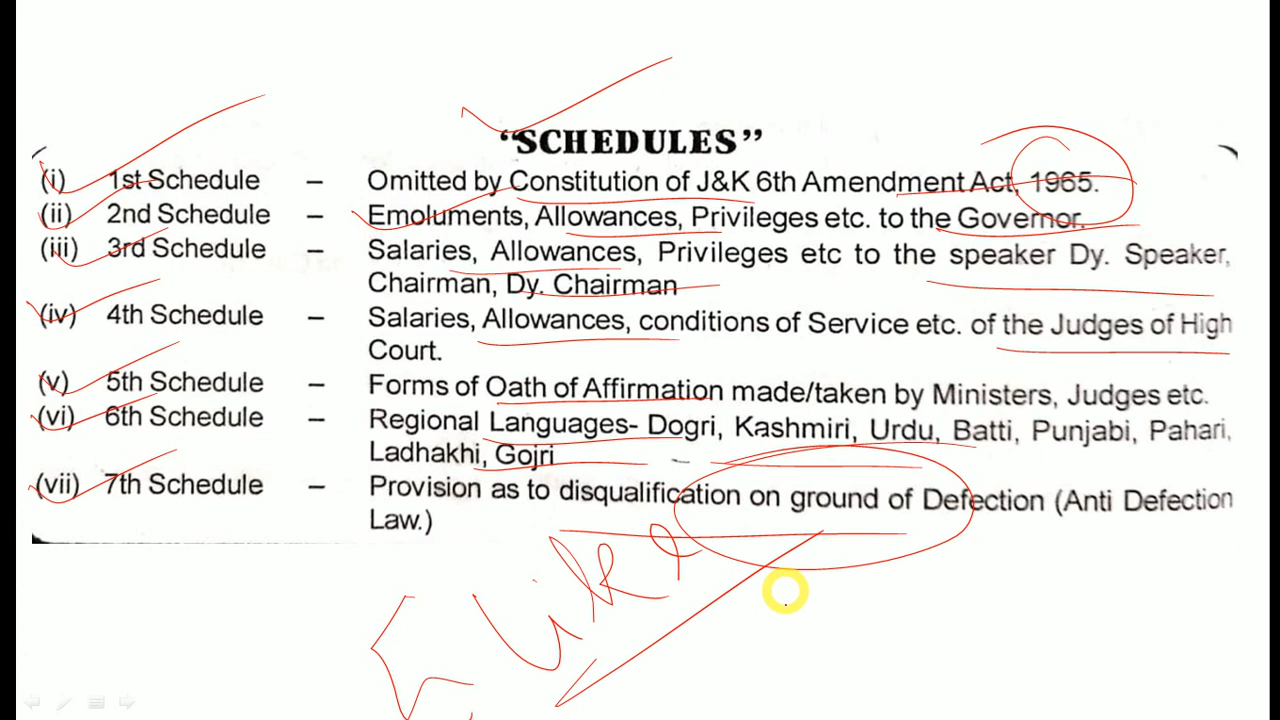 “SCHEDULES”
(i) 1st Schedule – Omitted by Constitution of J&K 6th Amendment Act, 1965.
(ii) 2nd Schedule – Emoluments, Allowances, Privileges etc. to the Governor.
(iii) 3rd Schedule – Salaries, Allowances, Privileges etc to the speaker Dy. Speaker,
Chairman, Dy. Chairman
(iv) 4th Schedule – Salaries, Allowances, conditions of Service etc. of the Judges of High
Court.
(v) 5th Schedule – Forms of Oath of Affirmation made/taken by Ministers, Judges etc.
(vi) 6th Schedule – Regional Languages- Dogri, Kashmiri, Urdu, Batti, Punjabi, Pahari,
Ladhakhi, Gojri
(vii) 7th Schedule – Provision as to disqualification on ground of Defection (Anti Defection
Law.)
Like